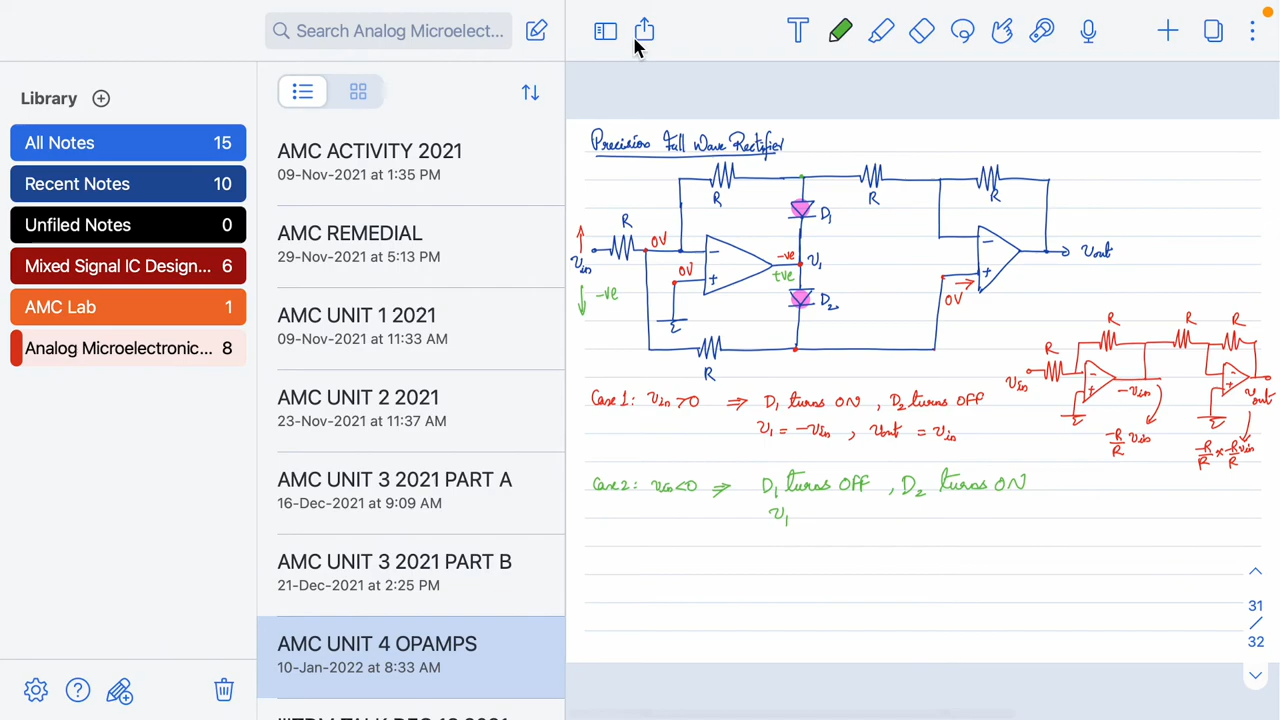 Search Analog Microelect...
Library
All Notes 15
Recent Notes 10
Unfiled Notes 0
Mixed Signal IC Design... 6
AMC Lab 1
Analog Microelectronic... 8
AMC ACTIVITY 2021
09-Nov-2021 at 1:35 PM
AMC REMEDIAL
29-Nov-2021 at 5:13 PM
AMC UNIT 1 2021
09-Nov-2021 at 11:33 AM
AMC UNIT 2 2021
23-Nov-2021 at 11:37 AM
AMC UNIT 3 2021 PART A
16-Dec-2021 at 9:09 AM
AMC UNIT 3 2021 PART B
21-Dec-2021 at 2:25 PM
AMC UNIT 4 OPAMPS
10-Jan-2022 at 8:33 AM
T
Precision Full Wave Rectifier
R R R
R D1
Vin 0V - -ve V1 - Vout
0V + +ve +
-ve D2 0V
R
R R R
R
Vin - -Vin - Vout
+ +
-R/R Vin -R/R × -R/R Vin
Case 1: Vin >0 ⇒ D1 turns ON , D2 turns OFF
V1 = -Vin , Vout = Vin
Case 2: Vin<0 ⇒ D1 turns OFF , D2 turns ON
V1
31
/
32